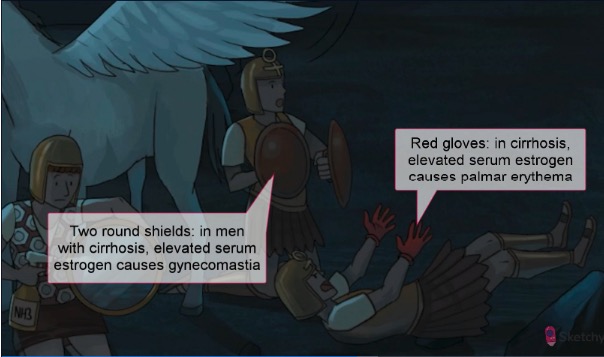 Red gloves: in cirrhosis,
elevated serum estrogen
causes palmar erythema
Two round shields: in men
with cirrhosis, elevated serum
estrogen causes gynecomastia
NH3
Sketchy